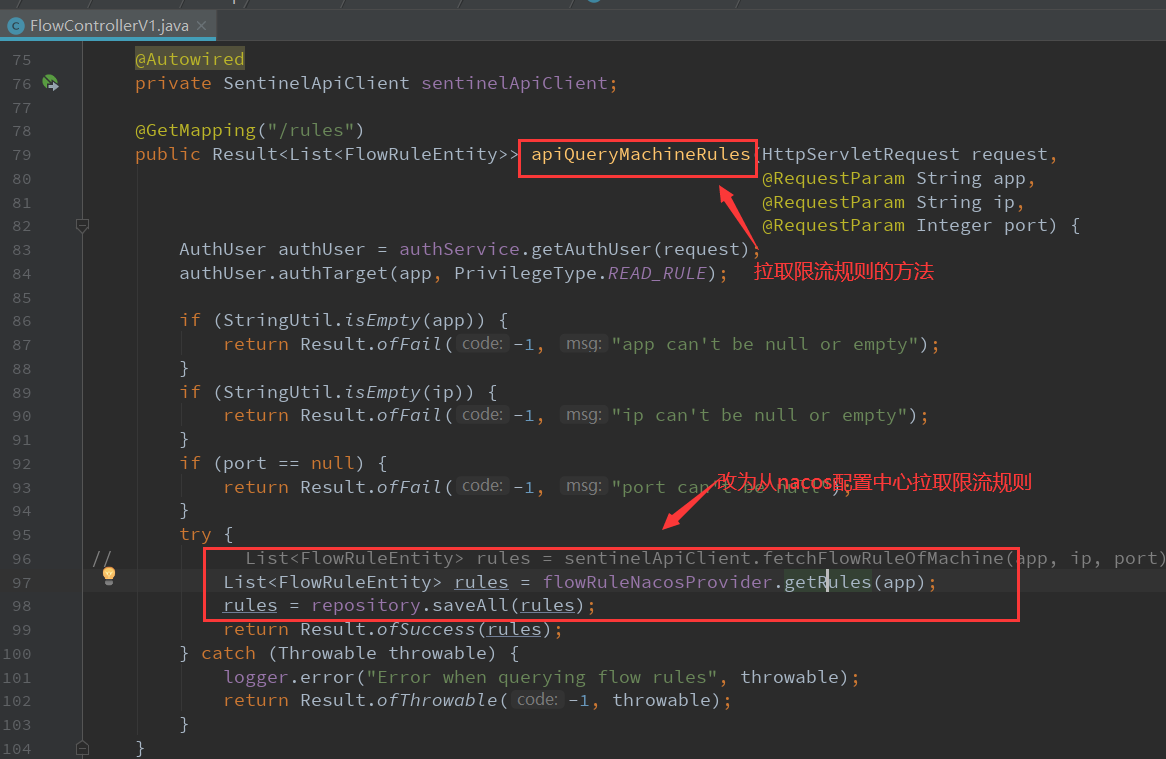 FlowControllerV1.java
75 @Autowired
76 private SentinelApiClient sentinelApiClient;
77
78 @GetMapping("/rules")
79 public Result<List<FlowRuleEntity>> apiQueryMachineRules(HttpServletRequest request,
80 @RequestParam String app,
81 @RequestParam String ip,
82 @RequestParam Integer port) {
83 AuthUser authUser = authService.getAuthUser(request);
84 authUser.authTarget(app, PrivilegeType.READ_RULE);
拉取限流规则的方法
85
86 if (StringUtil.isEmpty(app)) {
87 return Result.ofFail( code: -1, msg: "app can't be null or empty");
88 }
89 if (StringUtil.isEmpty(ip)) {
90 return Result.ofFail( code: -1, msg: "ip can't be null or empty");
91 }
92 if (port == null) {
93 return Result.ofFail( code: -1, msg: "port can't be null");
改为从nacos配置中心拉取限流规则
94 }
95 try {
96 // List<FlowRuleEntity> rules = sentinelApiClient.fetchFlowRuleOfMachine(app, ip, port)
97 List<FlowRuleEntity> rules = flowRuleNacosProvider.getRules(app);
98 rules = repository.saveAll(rules);
99 return Result.ofSuccess(rules);
100 } catch (Throwable throwable) {
101 logger.error("Error when querying flow rules", throwable);
102 return Result.ofThrowable( code: -1, throwable);
103 }
104 }